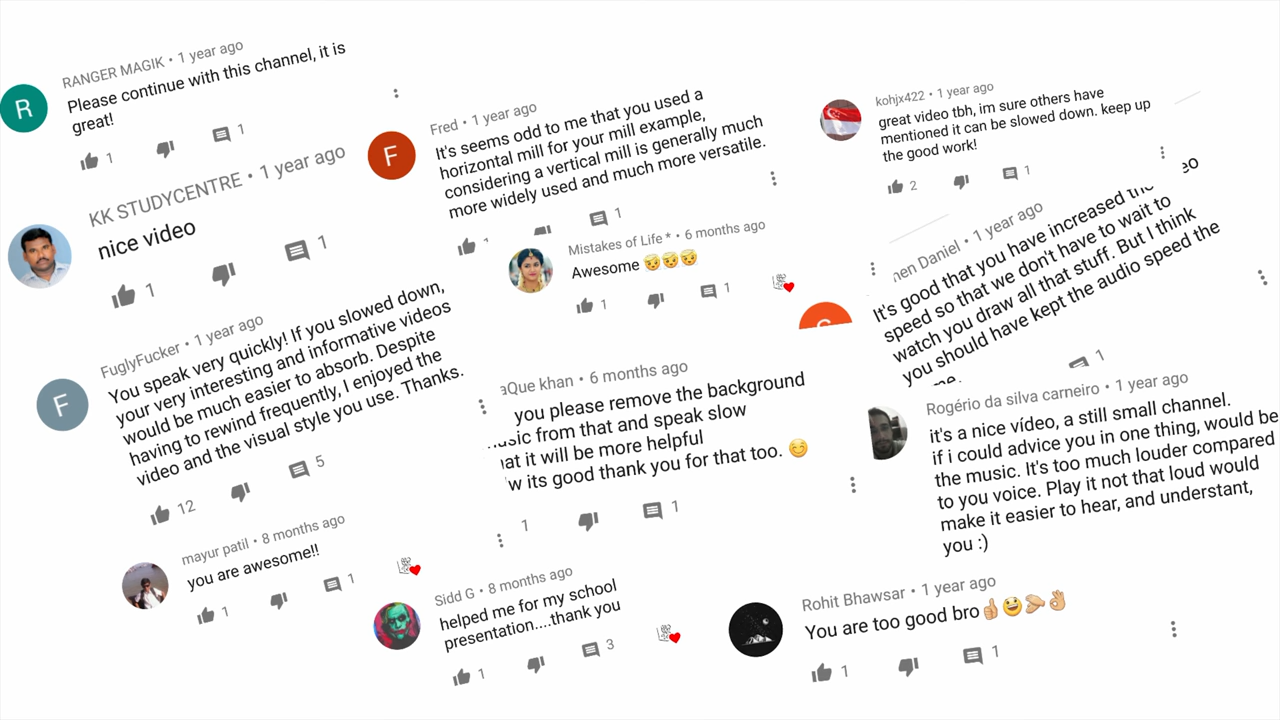 RANGER MAGIK • 1 year ago
Please continue with this channel, it is
great!
1
1
R
KK STUDYCENTRE • 1 year ago
nice video
1
1
FuglyFucker • 1 year ago
You speak very quickly! If you slowed down,
your very interesting and informative videos
would be much easier to absorb. Despite
having to rewind frequently, I enjoyed the
video and the visual style you use. Thanks.
F
12
5
mayur patil • 8 months ago
you are awesome!!
1
1
Fred • 1 year ago
It's seems odd to me that you used a
horizontal mill for your mill example,
considering a vertical mill is generally much
more widely used and much more versatile.
F
1
Mistakes of Life * • 6 months ago
Awesome 😇😇😇
1
1
aQue khan • 6 months ago
you please remove the background
from that and speak slow
it will be more helpful
its good thank you for that too. 😊
1
1
Sidd G • 8 months ago
helped me for my school
presentation....thank you
1
3
kohjx422 • 1 year ago
great video tbh, im sure others have
mentioned it can be slowed down. keep up
the good work!
2
1
Daniel • 1 year ago
It's good that you have increased the
speed so that we don't have to wait to
watch you draw all that stuff. But I think
you should have kept the audio speed the
1
Rogério da silva carneiro • 1 year ago
it's a nice vídeo, a still small channel.
if i could advice you in one thing, would be
the music. It's too much louder compared
to you voice. Play it not that loud would
make it easier to hear, and understant,
you :)
Rohit Bhawsar • 1 year ago
You are too good bro👍😃👏👌
1
1